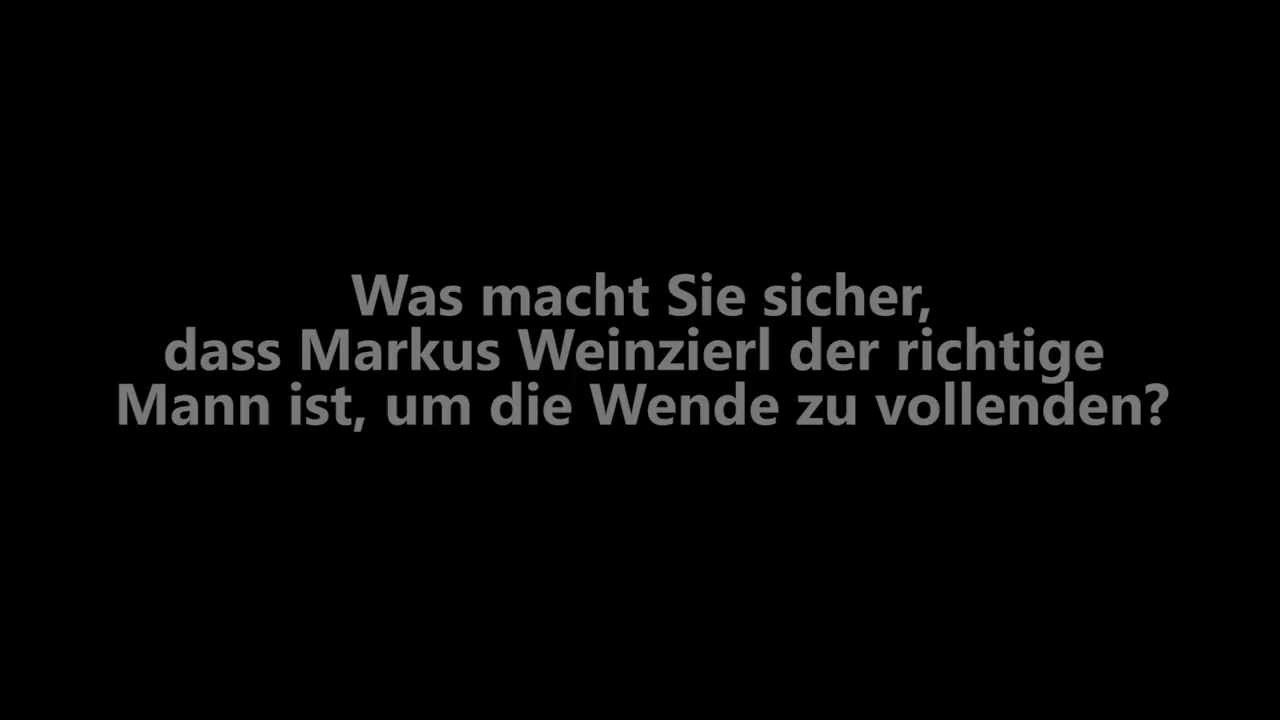 Was macht Sie sicher,
dass Markus Weinzierl der richtige
Mann ist, um die Wende zu vollenden?